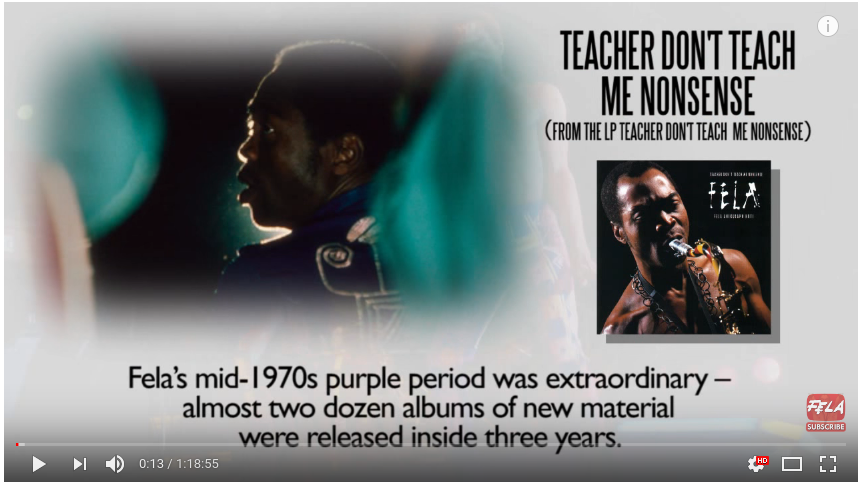 TEACHER DON'T TEACH
ME NONSENSE
(FROM THE LP TEACHER DON'T TEACH ME NONSENSE)
FELA
Fela's mid-1970s purple period was extraordinary –
almost two dozen albums of new material
were released inside three years.
FELA
SUBSCRIBE
0:13 / 1:18:55
HD